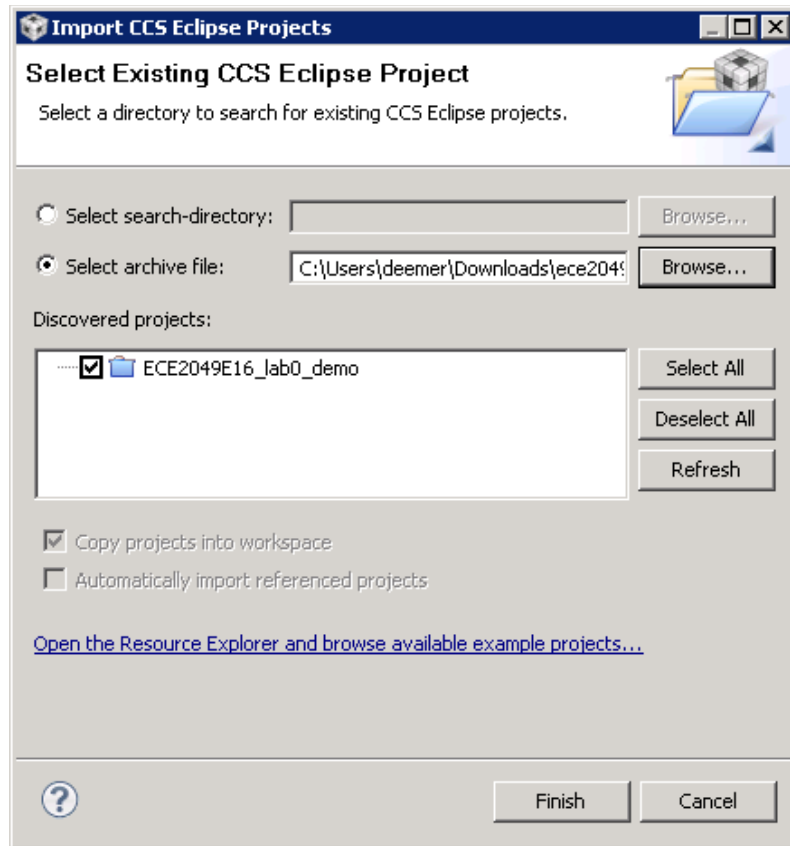 Import CCS Eclipse Projects
Select Existing CCS Eclipse Project
Select a directory to search for existing CCS Eclipse projects.
Select search-directory:
Browse...
Select archive file:
C:\Users\deemer\Downloads\ece2049
Browse...
Discovered projects:
ECE2049E16_lab0_demo
Select All
Deselect All
Refresh
Copy projects into workspace
Automatically import referenced projects
Open the Resource Explorer and browse available example projects...
?
Finish
Cancel